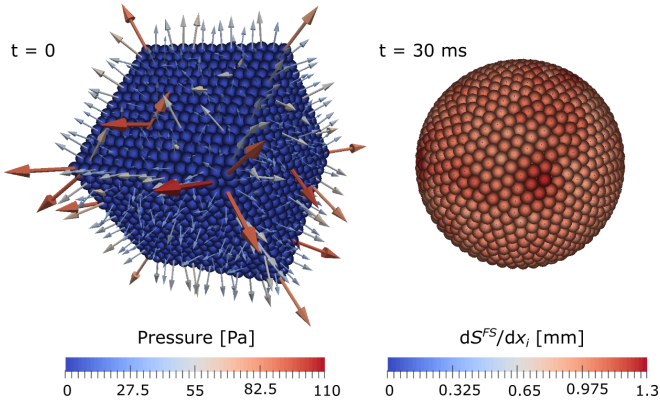 t = 0
t = 30 ms
Pressure [Pa]
0 27.5 55 82.5 110
dS^FS/dx_i [mm]
0 0.325 0.65 0.975 1.3